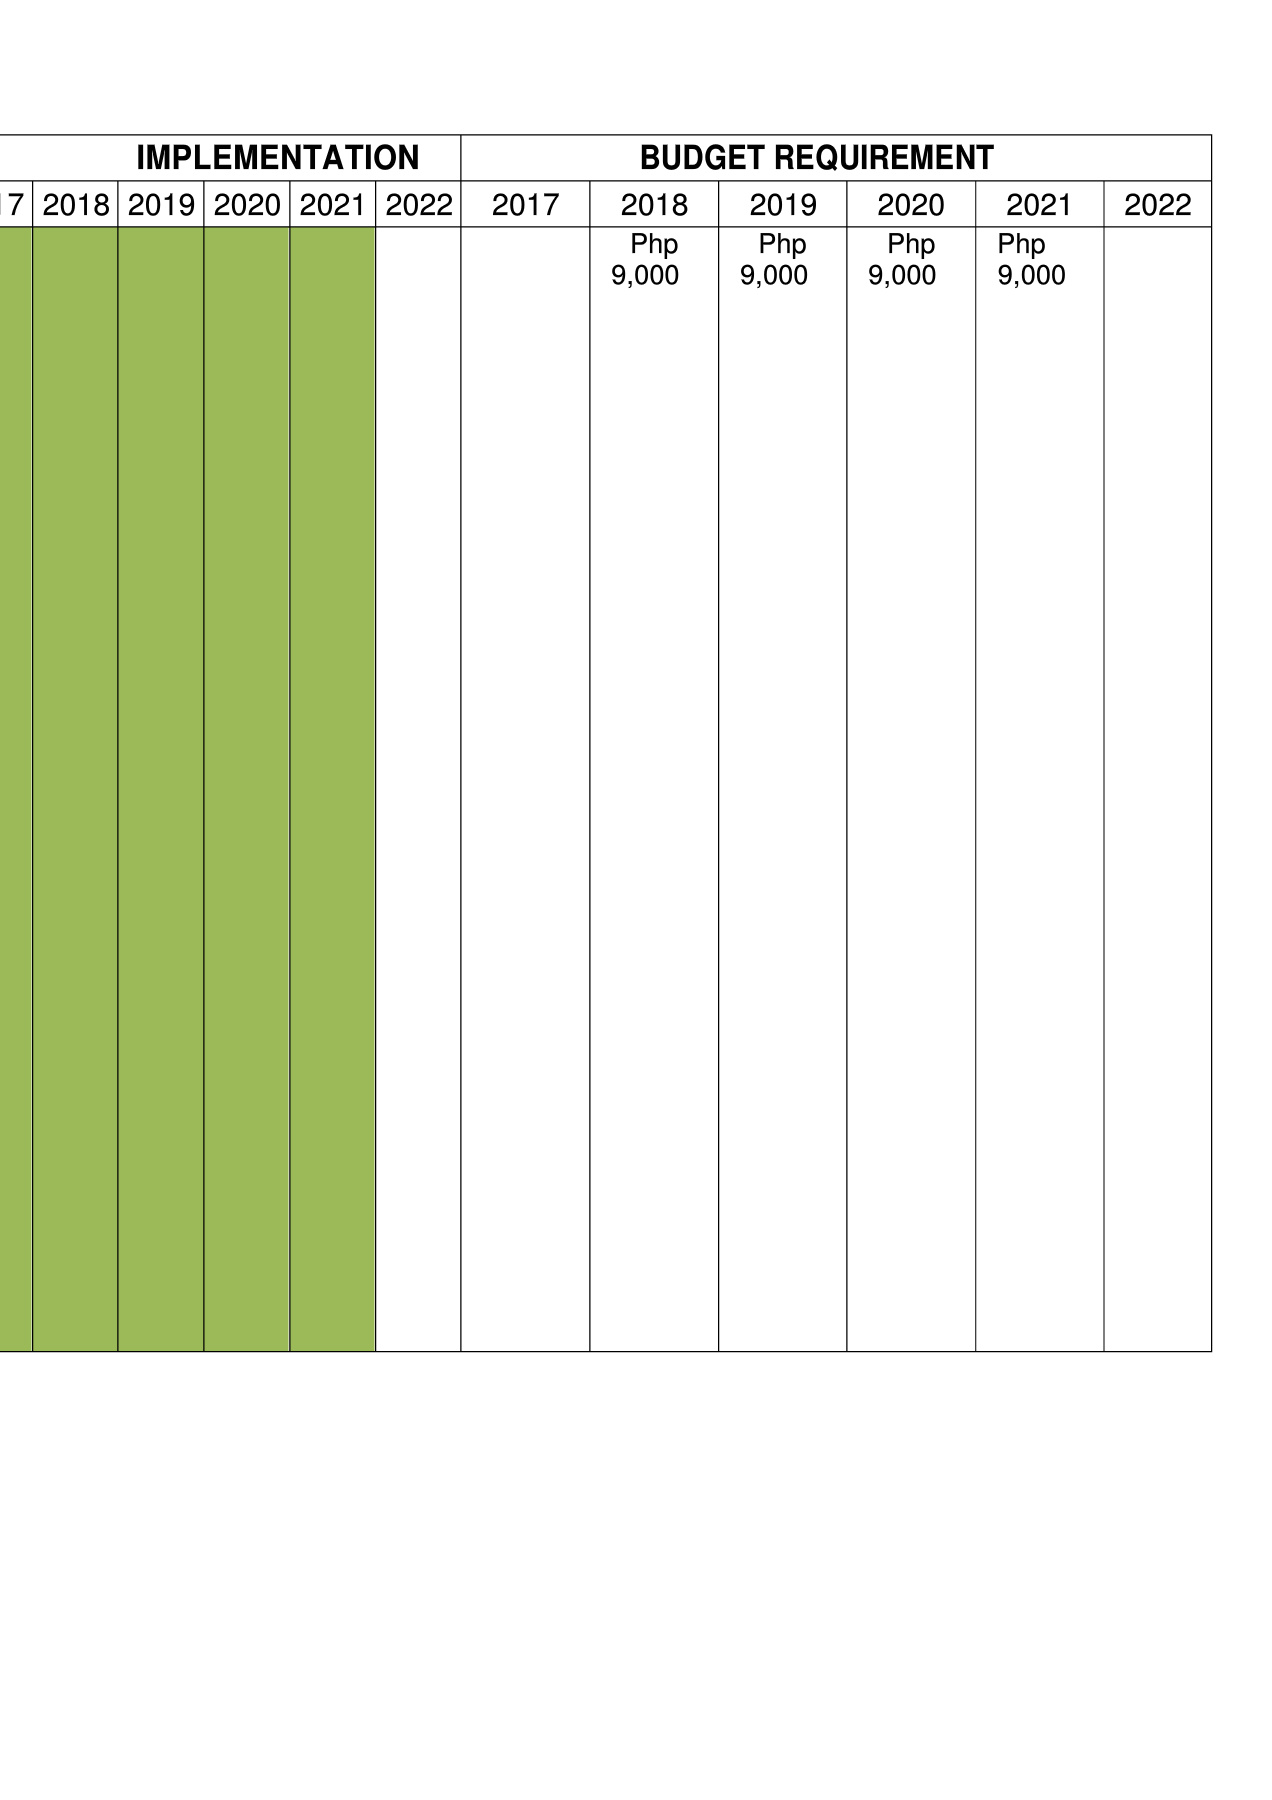 IMPLEMENTATION BUDGET REQUIREMENT
17 2018 2019 2020 2021 2022 2017 2018 2019 2020 2021 2022
Php Php Php Php
9,000 9,000 9,000 9,000